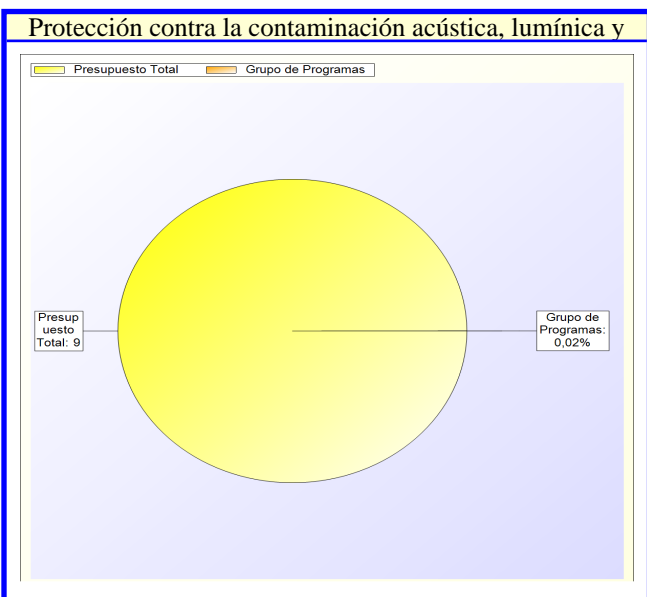 Protección contra la contaminación acústica, lumínica y
Presupuesto Total Grupo de Programas
Presup
uesto
Total: 9
Grupo de
Programas:
0,02%